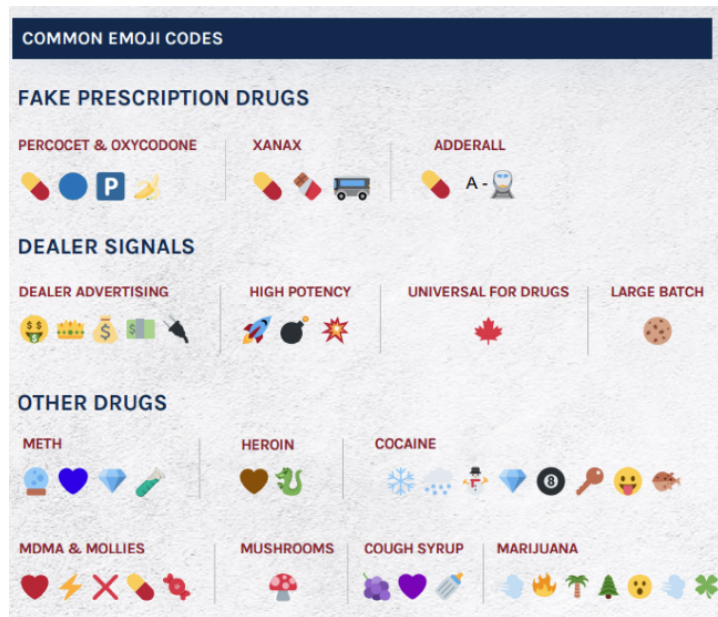 COMMON EMOJI CODES
FAKE PRESCRIPTION DRUGS
PERCOCET & OXYCODONE XANAX ADDERALL
P A -
DEALER SIGNALS
DEALER ADVERTISING HIGH POTENCY UNIVERSAL FOR DRUGS LARGE BATCH
$ $ $ $
OTHER DRUGS
METH HEROIN COCAINE
8
MDMA & MOLLIES MUSHROOMS COUGH SYRUP MARIJUANA